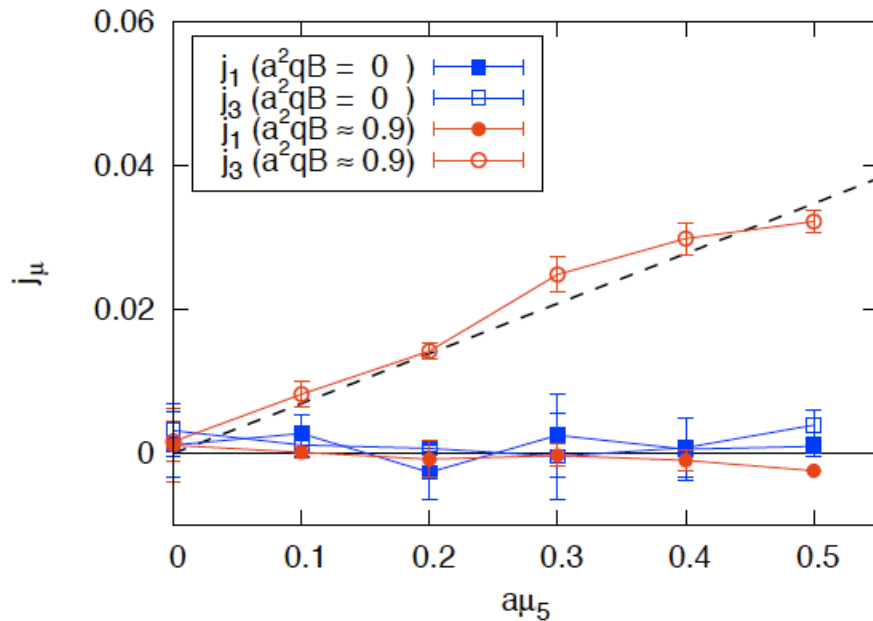 0.06
j₁ (a²qB = 0 )
j₃ (a²qB = 0 )
j₁ (a²qB ≈ 0.9)
j₃ (a²qB ≈ 0.9)
0.04
jμ
0.02
0
0 0.1 0.2 0.3 0.4 0.5
aμ₅